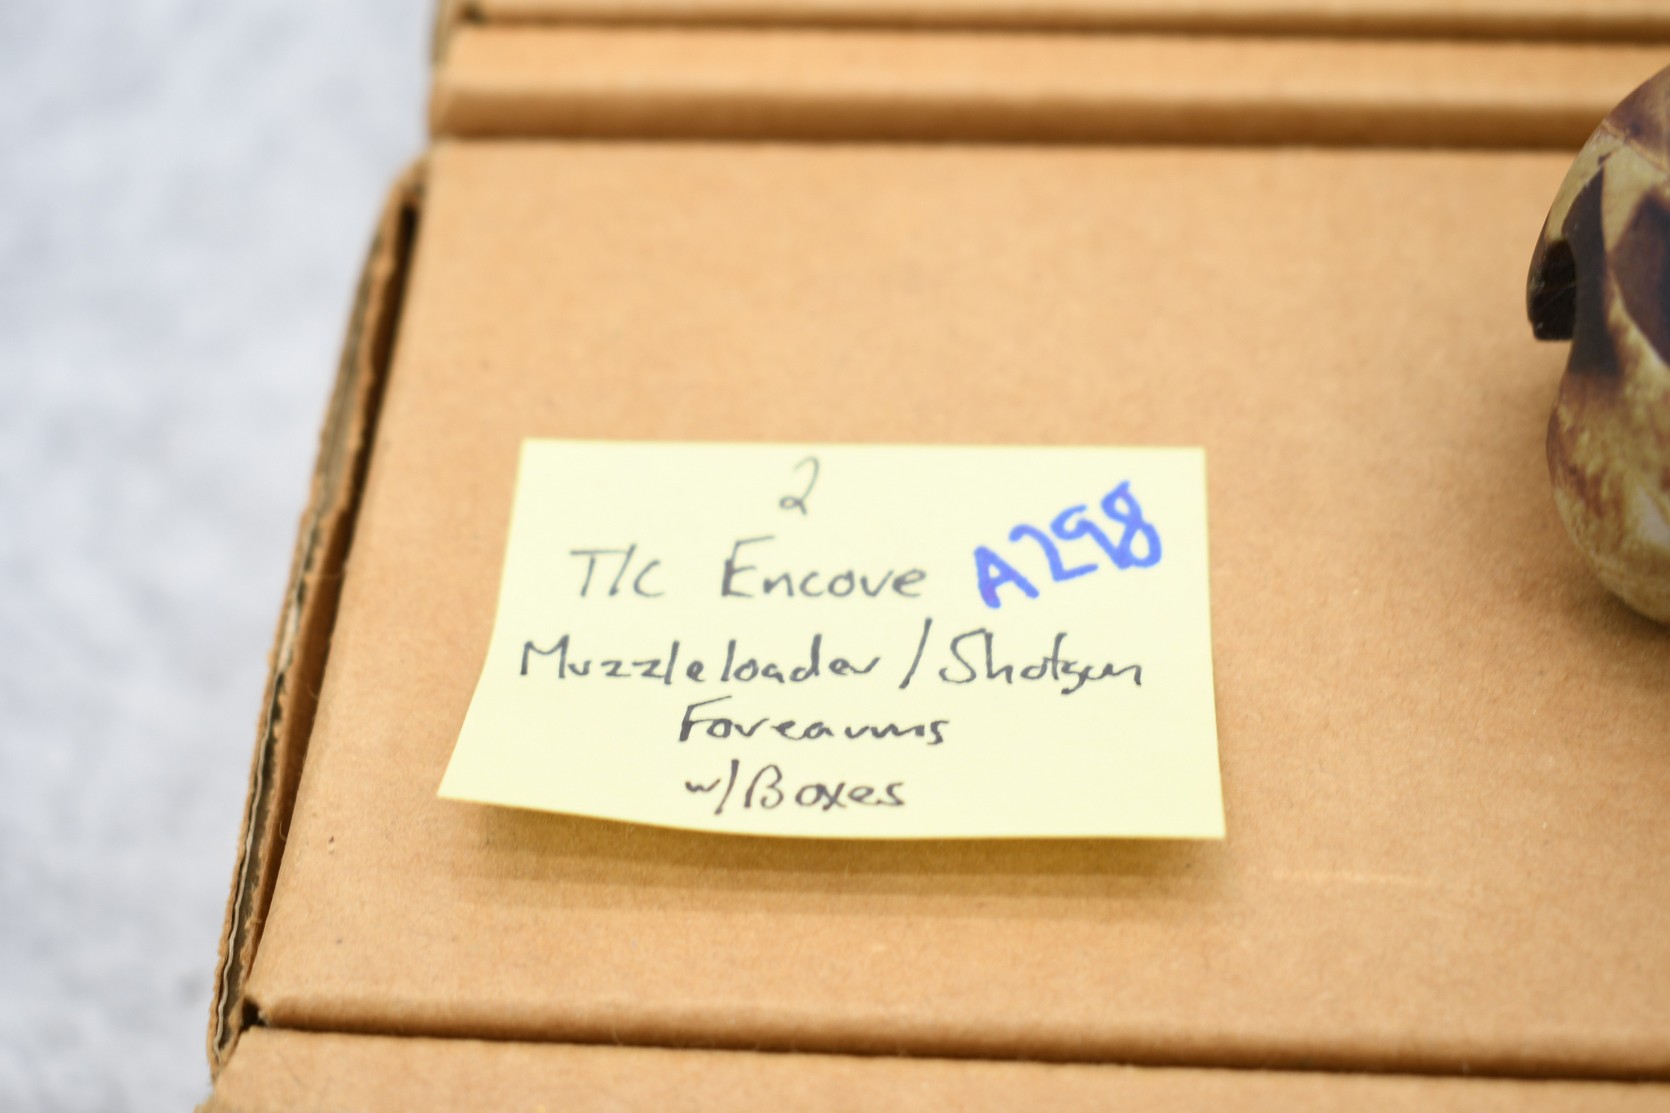 2
T/C Encore A298
Muzzleloader / Shotgun
Forearms
w/Boxes